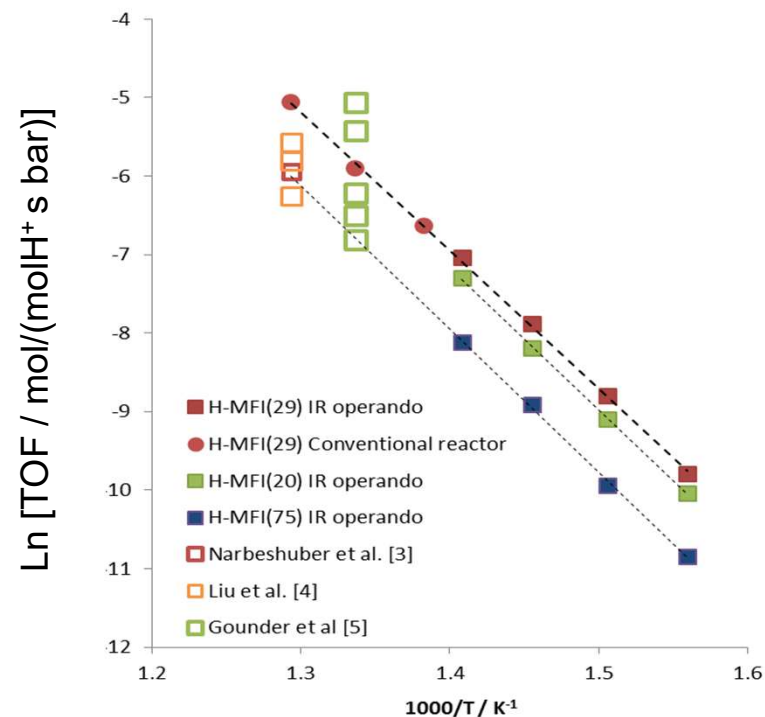 -4
-5
-6
-7
-8
-9
10
11
12
Ln [TOF / mol/(molH⁺ s bar)]
H-MFI(29) IR operando
H-MFI(29) Conventional reactor
H-MFI(20) IR operando
H-MFI(75) IR operando
Narbeshuber et al. [3]
Liu et al. [4]
Gounder et al [5]
1.2 1.3 1.4 1.5 1.6
1000/T / K⁻¹